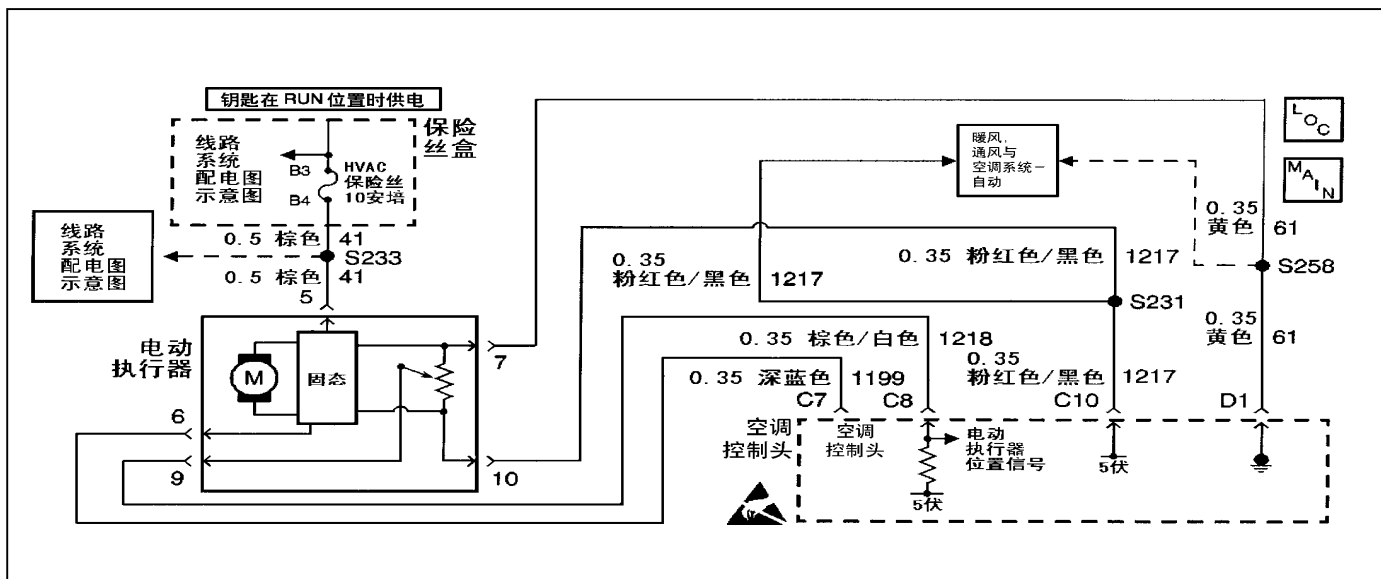 钥匙在 RUN 位置时供电
保险
丝盒
线路
系统
配电图
示意图
B3
B4
HVAC
保险丝
10安培
线路
系统
配电图
示意图
0.5 棕色 41
S233
0.5 棕色 41
5
电动
执行器
M
固态
7
6
9
10
暖风,
通风与
空调系统-
自动
LOC
MAIN
0.35
黄色 61
S258
0.35
黄色 61
0.35
粉红色/黑色 1217
0.35 粉红色/黑色 1217
S231
0.35 棕色/白色 1218
0.35
粉红色/黑色 1217
0.35 深蓝色 1199
C7
C8
C10
D1
空调
控制头
空调
控制头
电动
执行器
位置信号
5伏
5伏